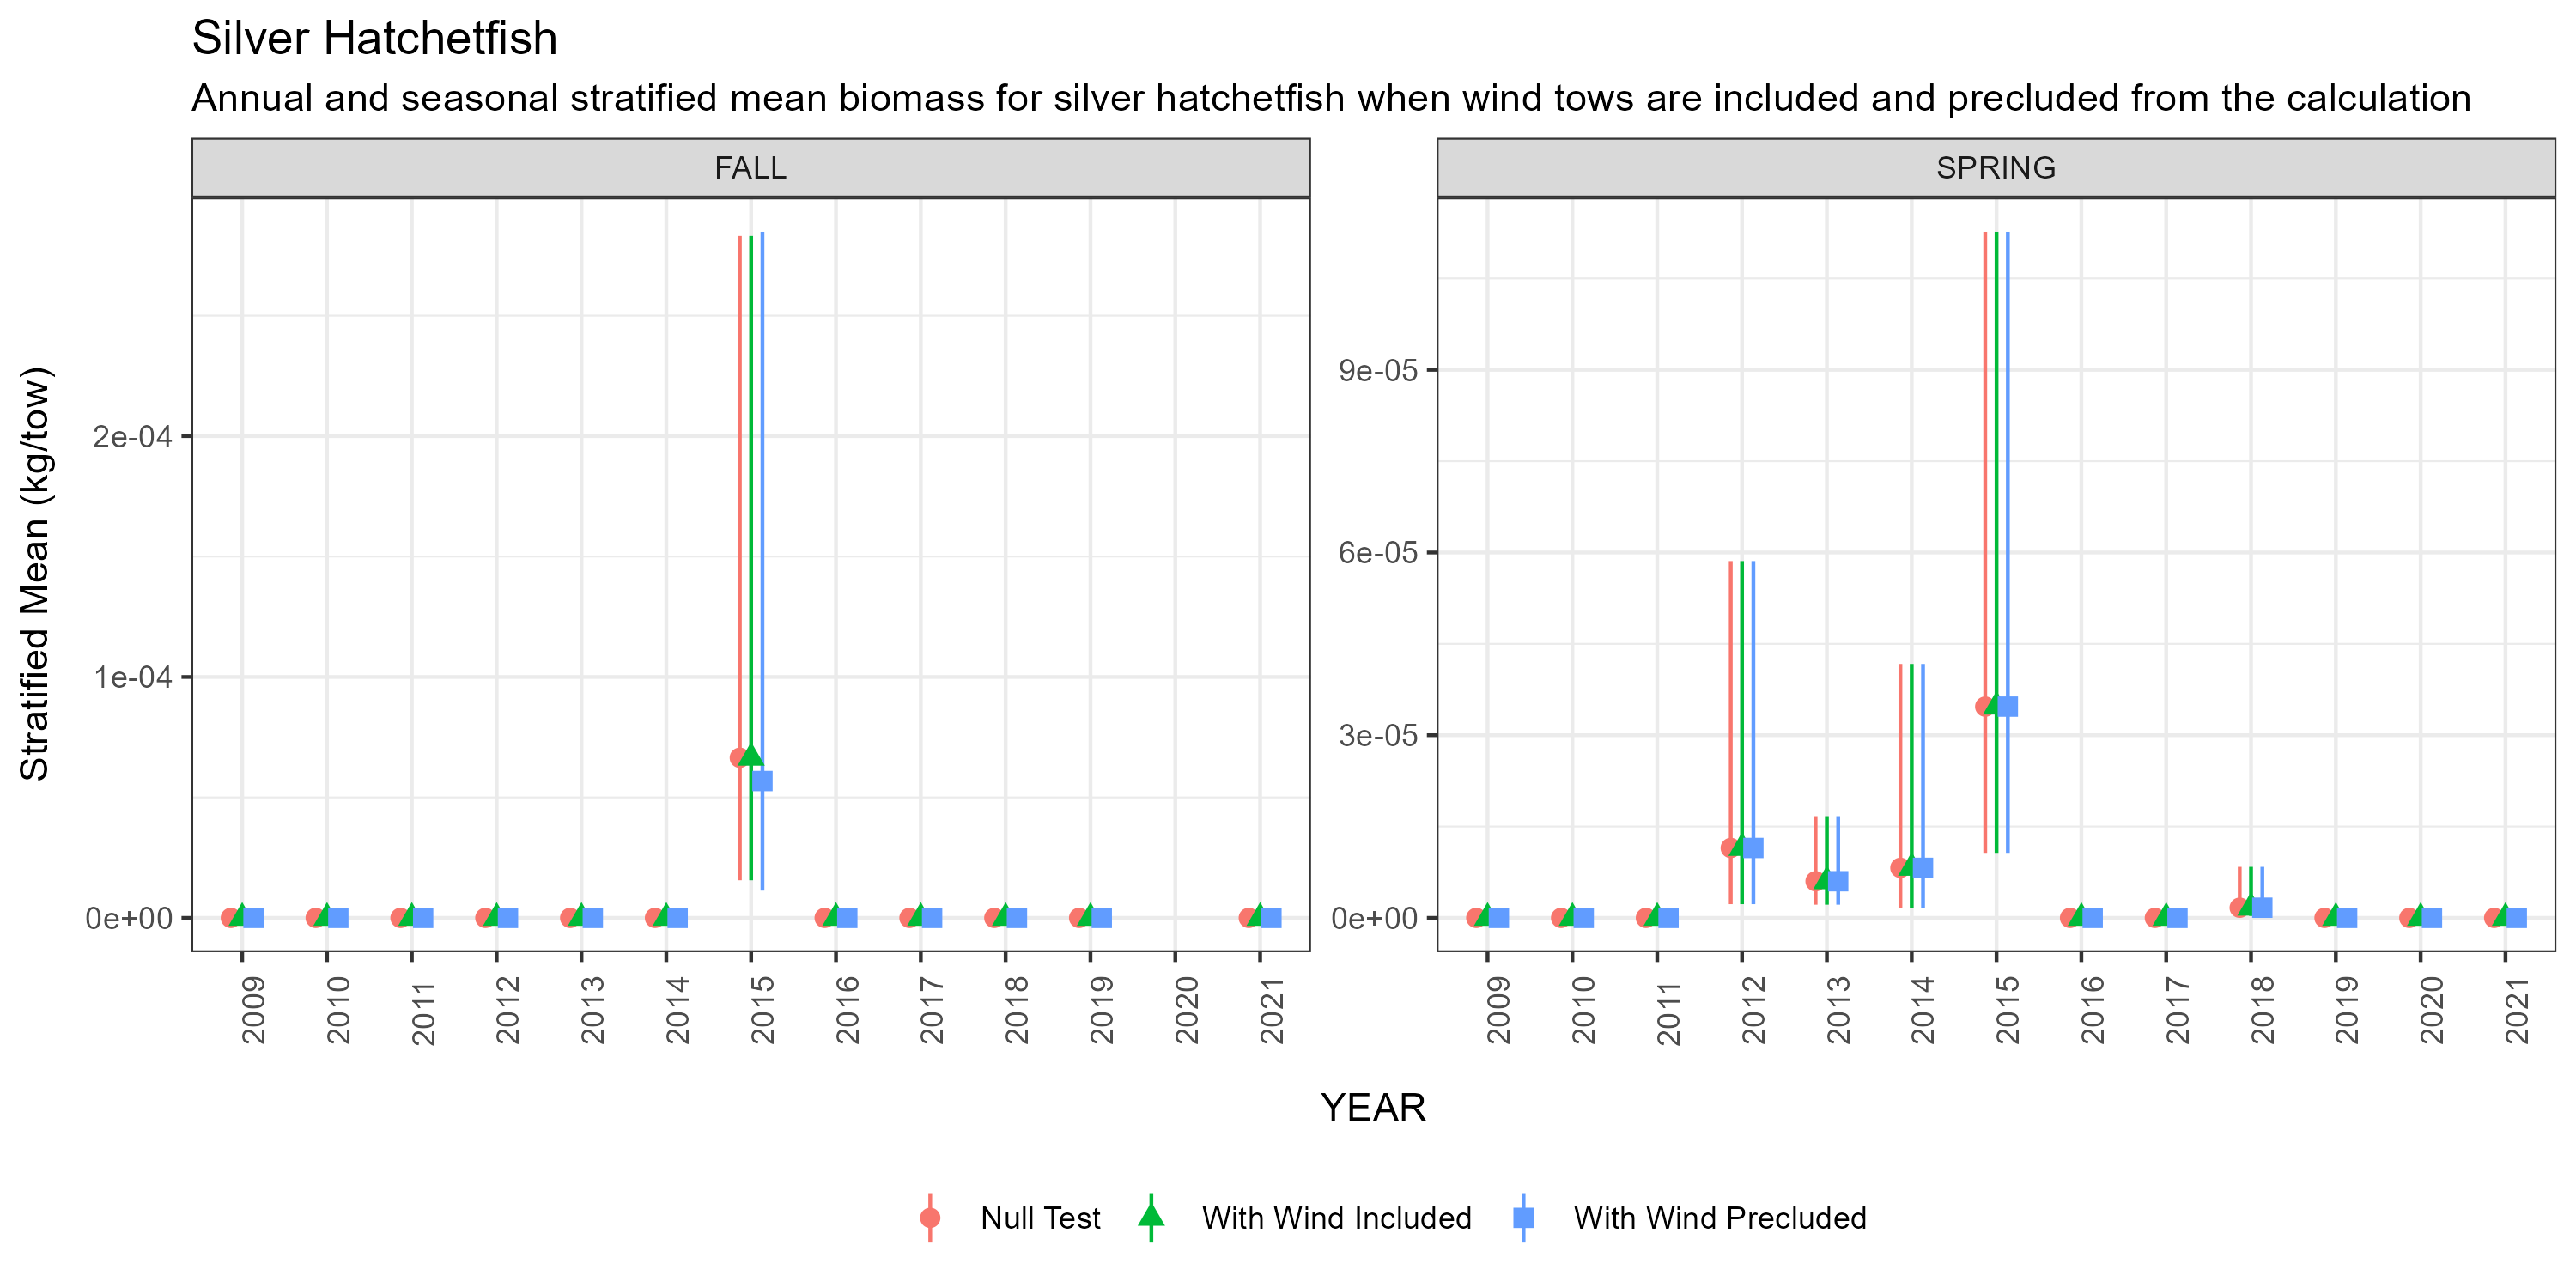 Silver Hatchetfish
Annual and seasonal stratified mean biomass for silver hatchetfish when wind tows are included and precluded from the calculation
FALL
SPRING
Stratified Mean (kg/tow)
2e-04
1e-04
0e+00
9e-05
6e-05
3e-05
0e+00
2009 2010 2011 2012 2013 2014 2015 2016 2017 2018 2019 2020 2021
2009 2010 2011 2012 2013 2014 2015 2016 2017 2018 2019 2020 2021
YEAR
Null Test With Wind Included With Wind Precluded